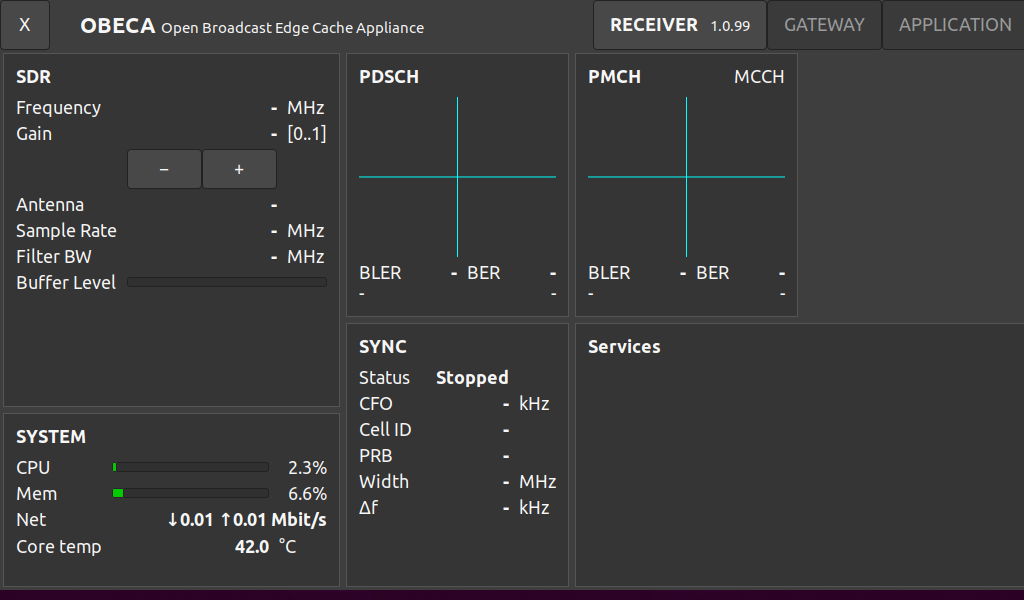 X
OBECA Open Broadcast Edge Cache Appliance
RECEIVER 1.0.99
GATEWAY
APPLICATION
SDR
Frequency - MHz
Gain - [0..1]
− +
Antenna -
Sample Rate - MHz
Filter BW - MHz
Buffer Level
SYSTEM
CPU 2.3%
Mem 6.6%
Net ↓0.01 ↑0.01 Mbit/s
Core temp 42.0 °C
PDSCH
BLER - BER -
- -
PMCH MCCH
BLER - BER -
- -
SYNC
Status Stopped
CFO - kHz
Cell ID -
PRB -
Width - MHz
Δf - kHz
Services